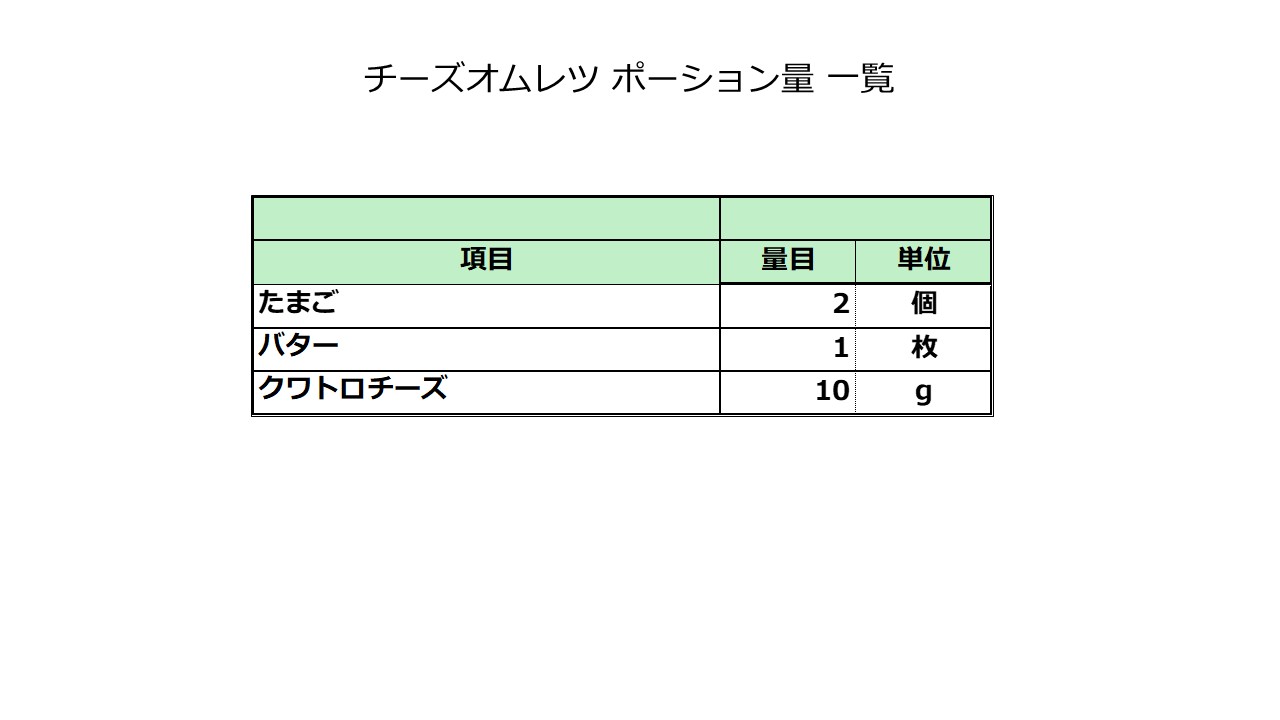 チーズオムレツ ポーション量 一覧
項目 量目 単位
たまご 2 個
バター 1 枚
クワトロチーズ 10 g